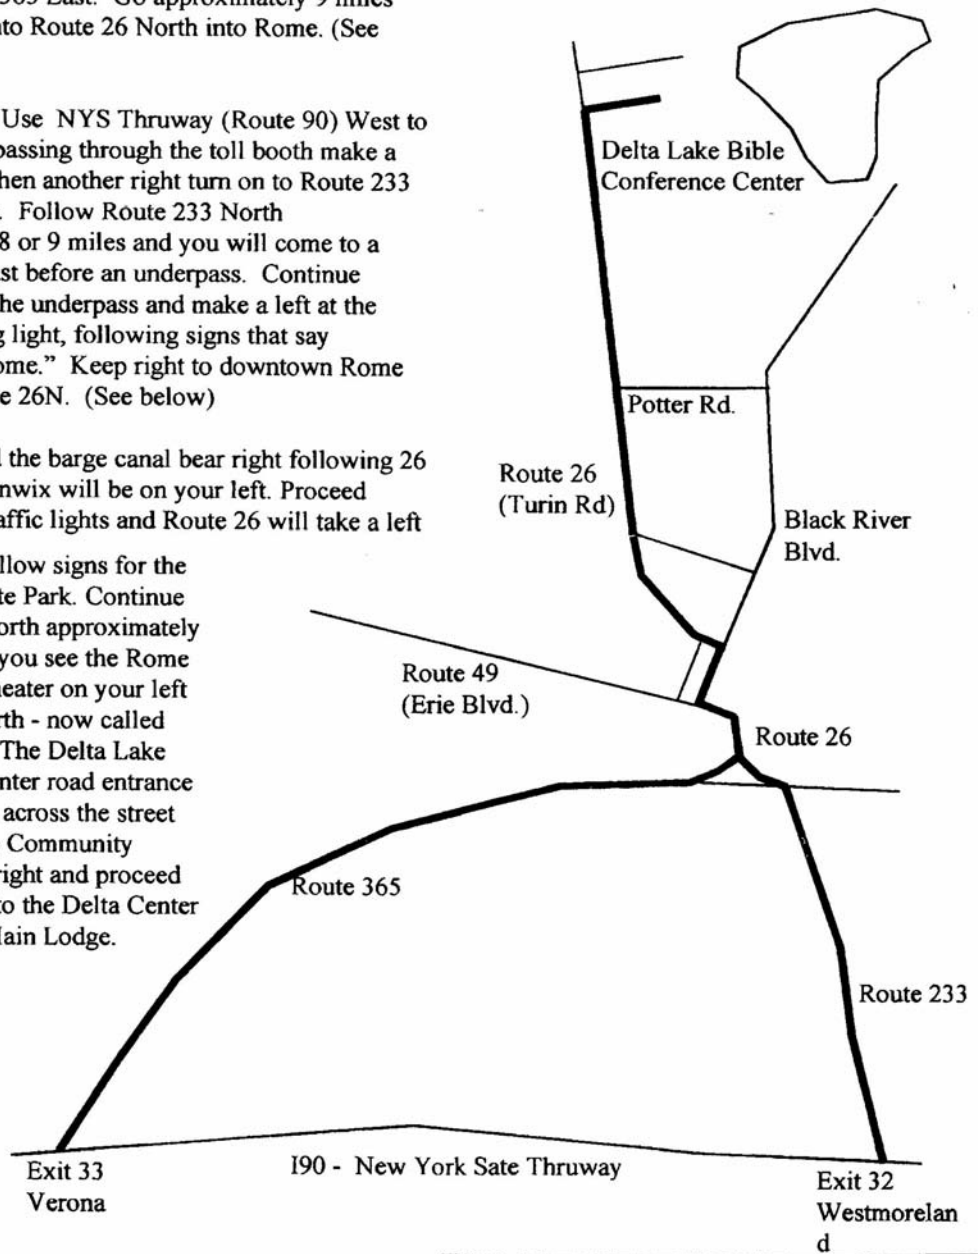 365 East. Go approximately 9 miles
nto Route 26 North into Rome. (See
Use NYS Thruway (Route 90) West to
passing through the toll booth make a
hen another right turn on to Route 233
. Follow Route 233 North
8 or 9 miles and you will come to a
st before an underpass. Continue
he underpass and make a left at the
g light, following signs that say
ome.” Keep right to downtown Rome
e 26N. (See below)
l the barge canal bear right following 26
nwix will be on your left. Proceed
affic lights and Route 26 will take a left
llow signs for the
te Park. Continue
orth approximately
you see the Rome
eater on your left
rth - now called
The Delta Lake
nter road entrance
across the street
Community
right and proceed
to the Delta Center
Main Lodge.
Delta Lake Bible
Conference Center
Potter Rd.
Route 26
(Turin Rd)
Black River
Blvd.
Route 49
(Erie Blvd.)
Route 26
Route 365
Route 233
Exit 33
Verona
I90 - New York Sate Thruway
Exit 32
Westmorelan
d